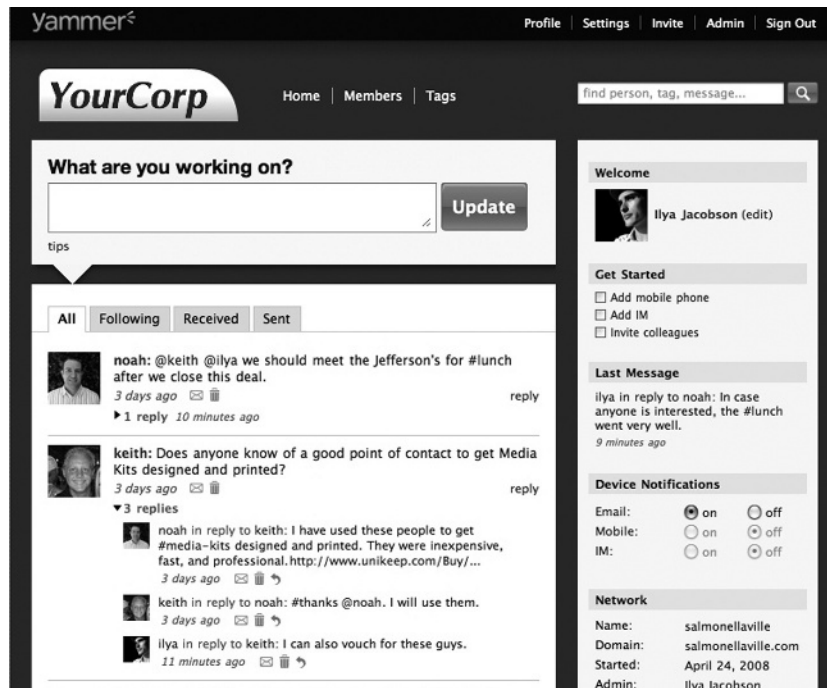 yammer
Profile | Settings | Invite | Admin | Sign Out
YourCorp
Home | Members | Tags
find person, tag, message...
What are you working on?
Update
tips
All
Following
Received
Sent
noah: @keith @ilya we should meet the Jefferson's for #lunch
after we close this deal.
3 days ago
reply
1 reply 10 minutes ago
keith: Does anyone know of a good point of contact to get Media
Kits designed and printed?
3 days ago
reply
3 replies
noah in reply to keith: I have used these people to get
#media-kits designed and printed. They were inexpensive,
fast, and professional.http://www.unikeep.com/Buy/...
3 days ago
keith in reply to noah: #thanks @noah. I will use them.
3 days ago
ilya in reply to keith: I can also vouch for these guys.
11 minutes ago
Welcome
Ilya Jacobson (edit)
Get Started
Add mobile phone
Add IM
Invite colleagues
Last Message
ilya in reply to noah: In case
anyone is interested, the #lunch
went very well.
9 minutes ago
Device Notifications
Email: on off
Mobile: on off
IM: on off
Network
Name: salmonellaville
Domain: salmonellaville.com
Started: April 24, 2008
Admin: Ilya Jacobson